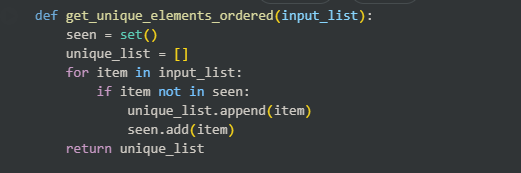 def get_unique_elements_ordered(input_list):
    seen = set()
    unique_list = []
    for item in input_list:
        if item not in seen:
            unique_list.append(item)
            seen.add(item)
    return unique_list